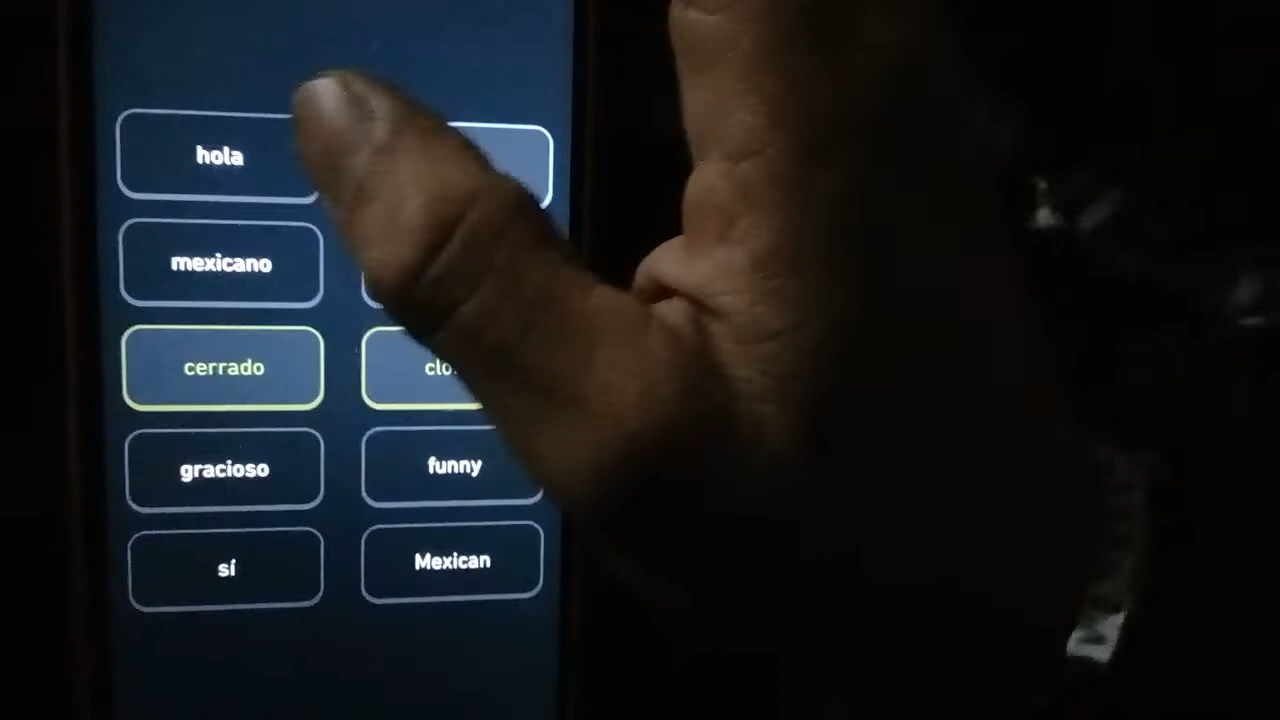 hola
mexicano
cerrado
gracioso funny
sí Mexican